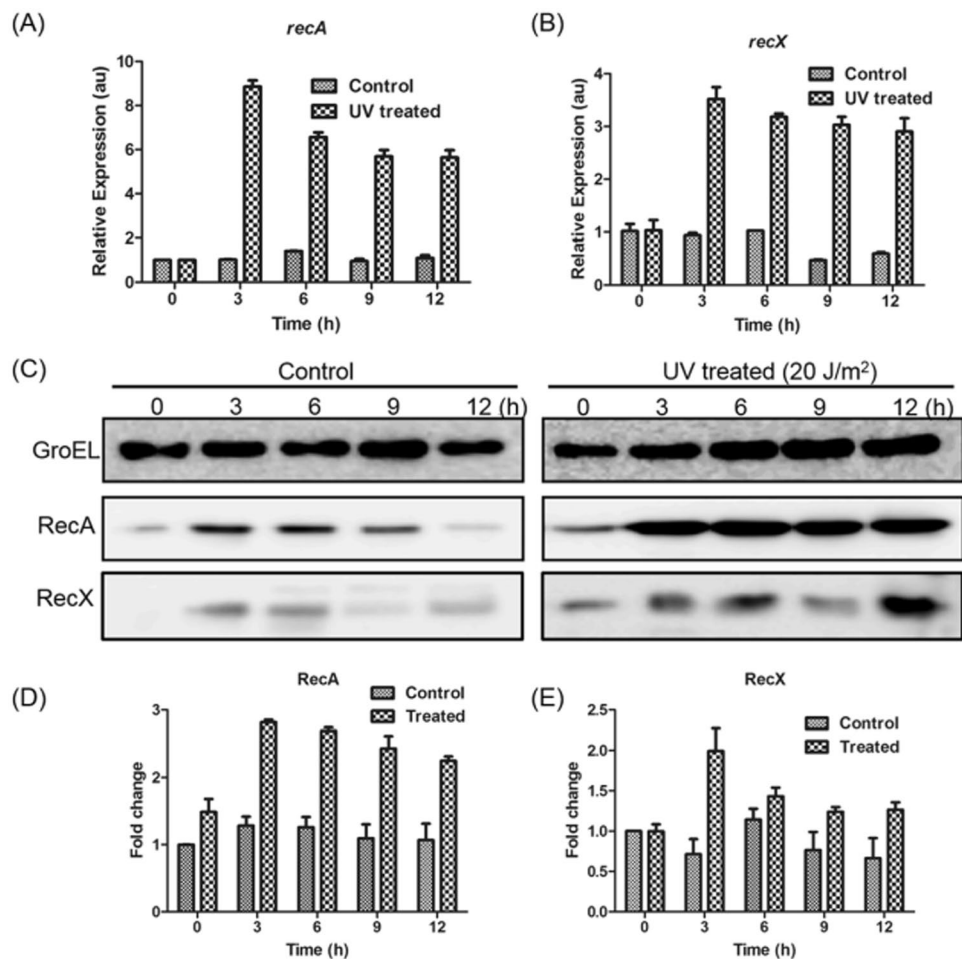 (A)
recA
Relative Expression (au)
10
8
6
4
2
0
Control
UV treated
0 3 6 9 12
Time (h)
(B)
recX
Relative Expression (au)
4
3
2
1
0
Control
UV treated
0 3 6 9 12
Time (h)
(C)
Control
UV treated (20 J/m²)
0 3 6 9 12 (h)
0 3 6 9 12 (h)
GroEL
RecA
RecX
(D)
RecA
Fold change
3
2
1
0
Control
Treated
0 3 6 9 12
Time (h)
(E)
RecX
Fold change
2.5
2.0
1.5
1.0
0.5
0.0
Control
Treated
0 3 6 9 12
Time (h)